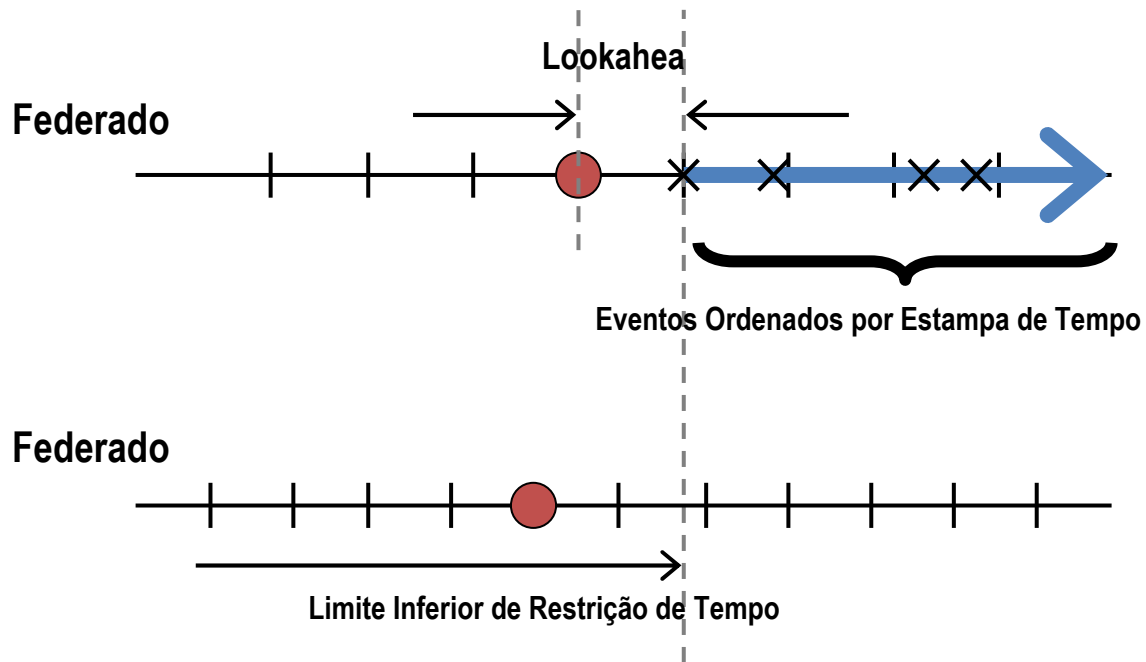 Lookahea
Federado
Eventos Ordenados por Estampa de Tempo
Federado
Limite Inferior de Restrição de Tempo